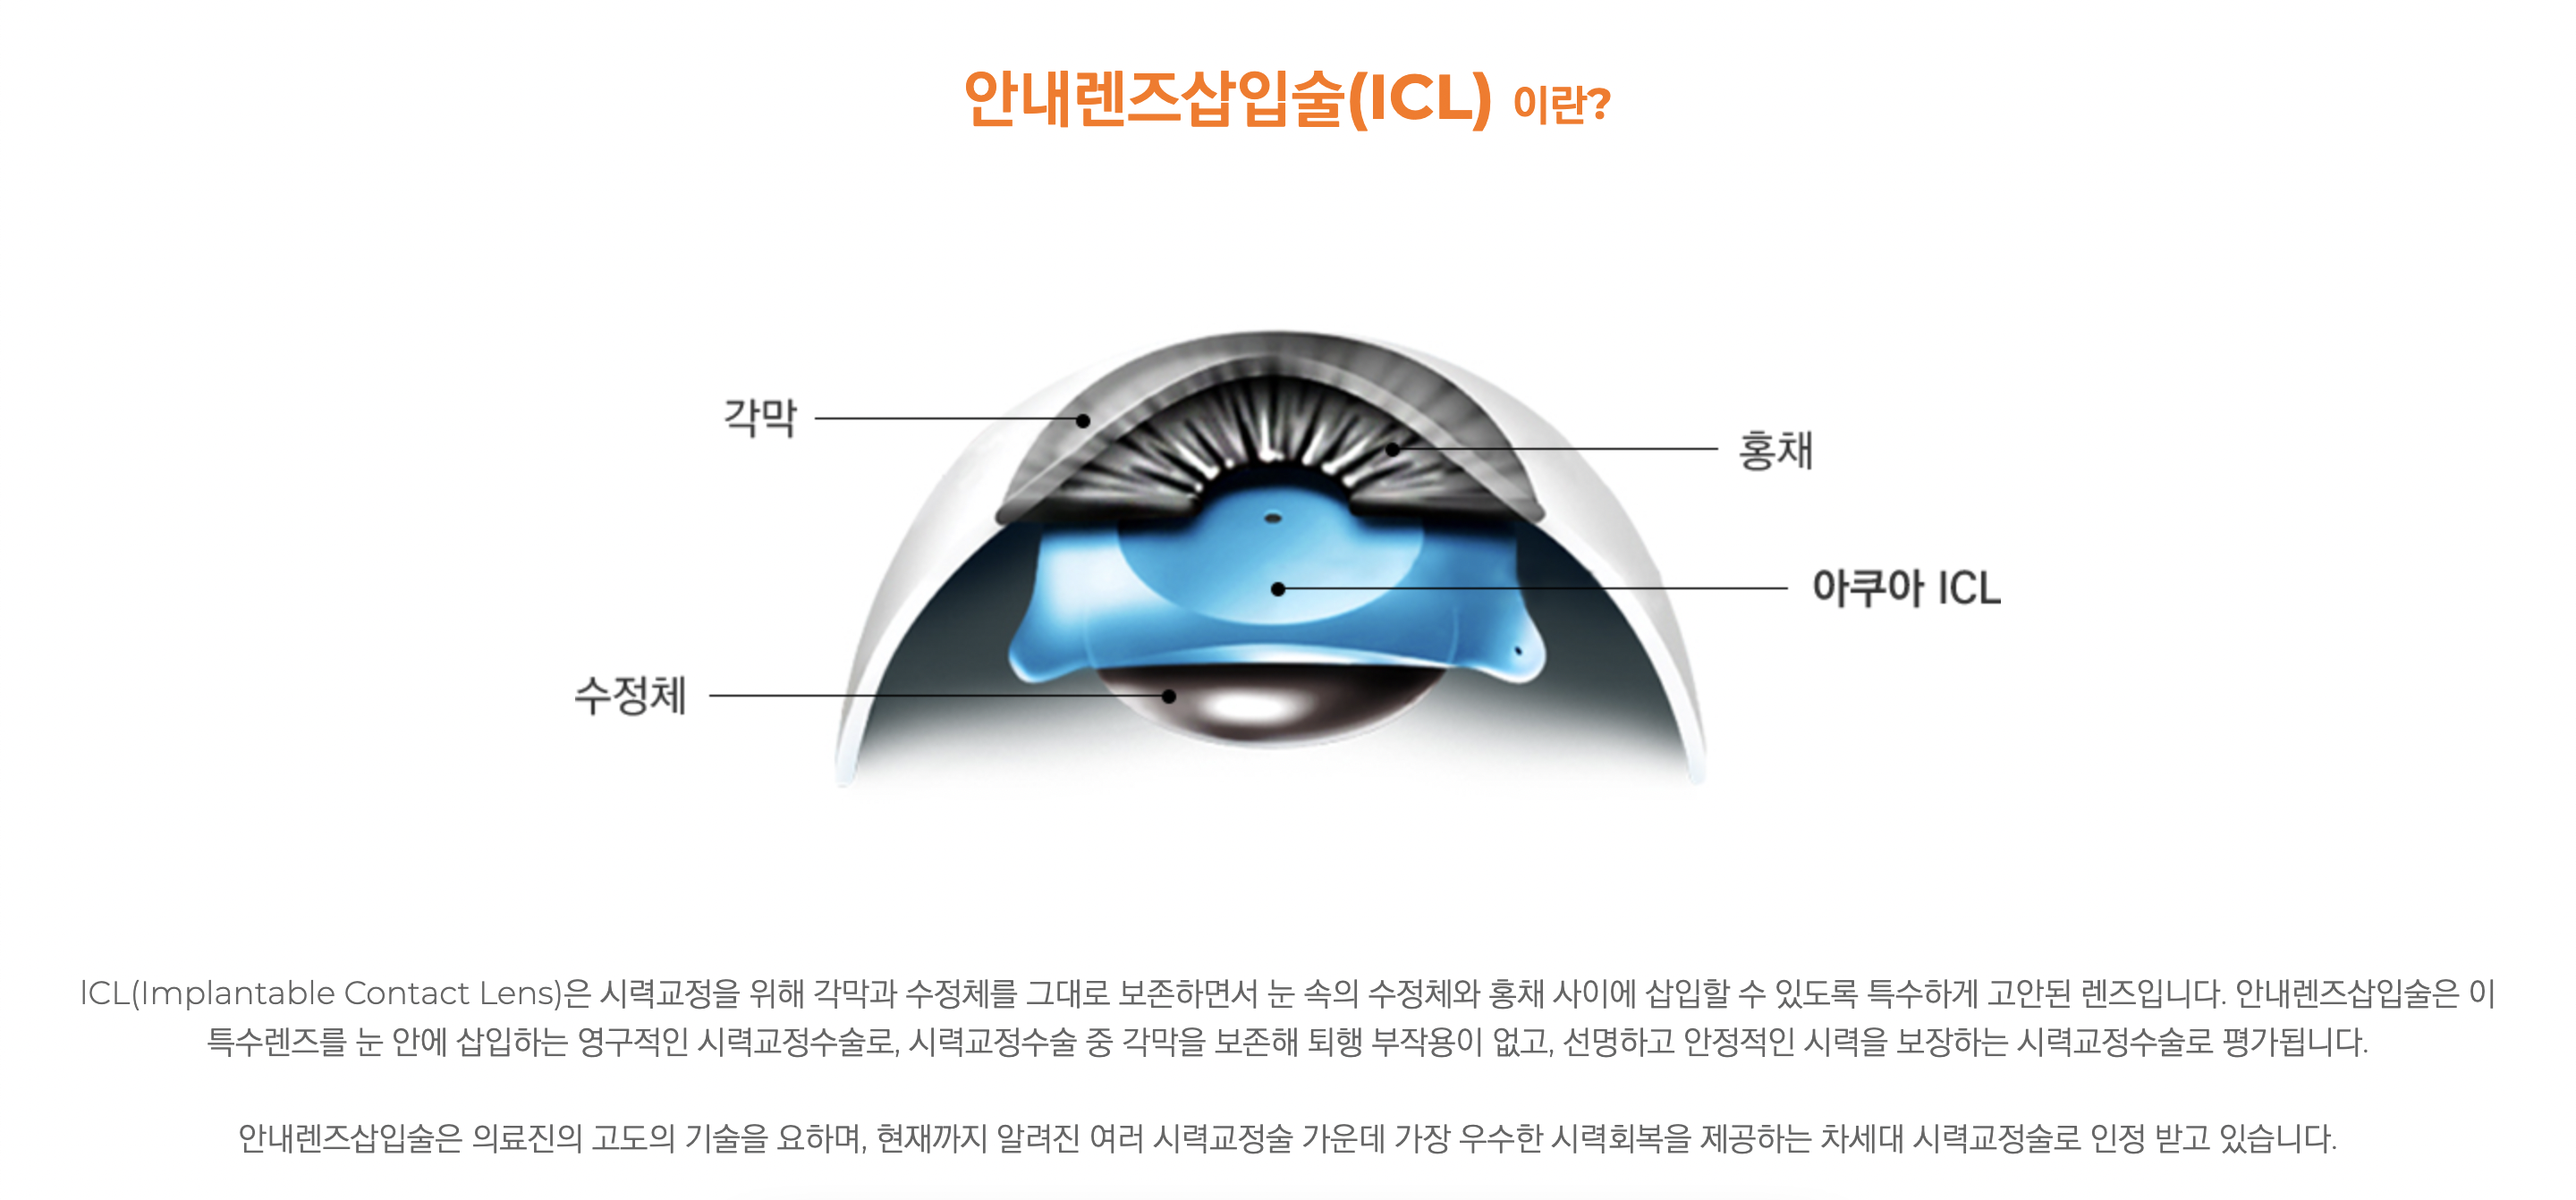 안내렌즈삽입술(ICL) 이란?
각막
홍채
아쿠아 ICL
수정체
ICL(Implantable Contact Lens)은 시력교정을 위해 각막과 수정체를 그대로 보존하면서 눈 속의 수정체와 홍채 사이에 삽입할 수 있도록 특수하게 고안된 렌즈입니다. 안내렌즈삽입술은 이
특수렌즈를 눈 안에 삽입하는 영구적인 시력교정수술로, 시력교정수술 중 각막을 보존해 퇴행 부작용이 없고, 선명하고 안정적인 시력을 보장하는 시력교정수술로 평가됩니다.
안내렌즈삽입술은 의료진의 고도의 기술을 요하며, 현재까지 알려진 여러 시력교정술 가운데 가장 우수한 시력회복을 제공하는 차세대 시력교정술로 인정 받고 있습니다.